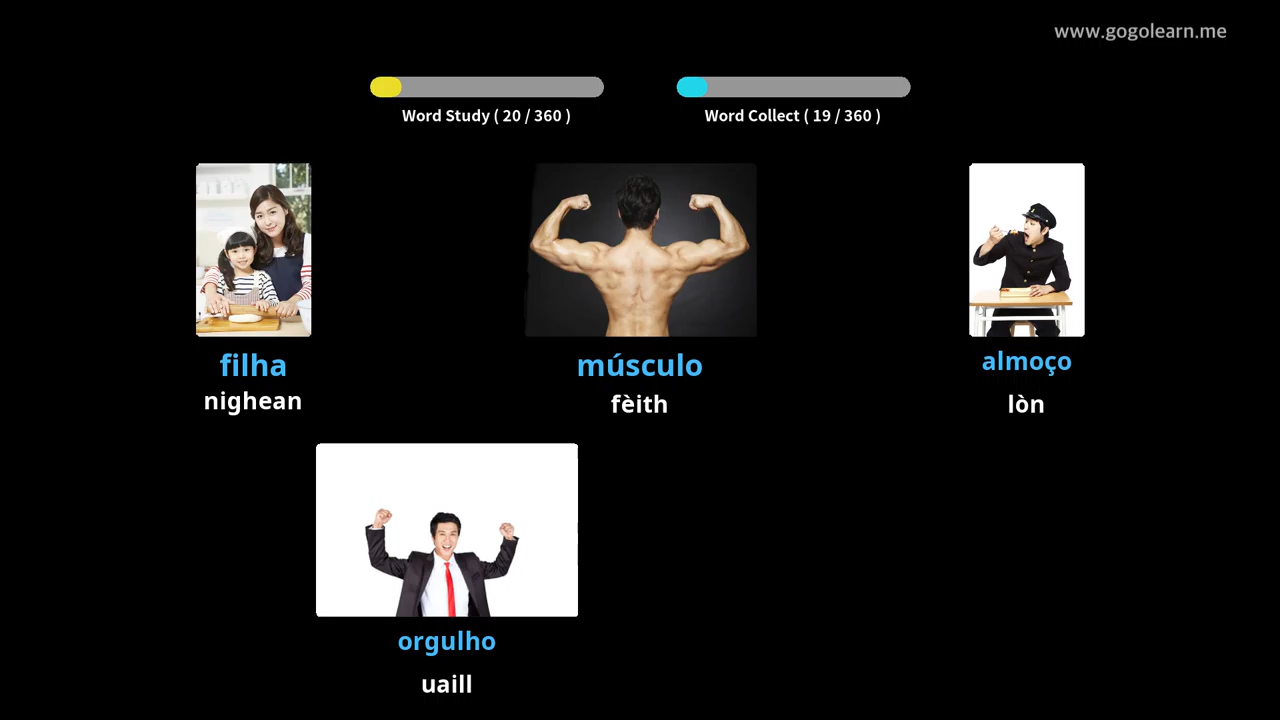 www.gogolearn.me
Word Study ( 20 / 360 )
Word Collect ( 19 / 360 )
filha
nighean
músculo
fèith
almoço
lòn
orgulho
uaill